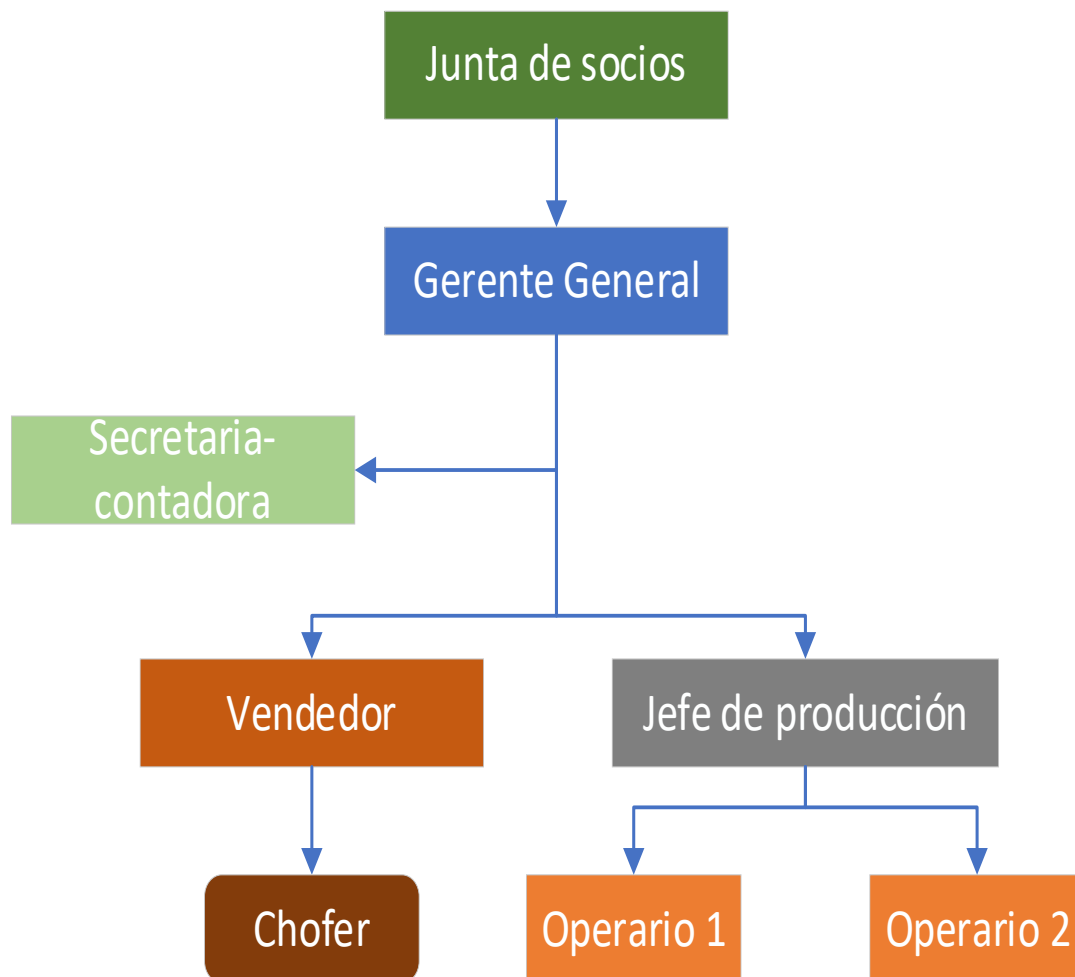 Junta de socios
Gerente General
Secretaria-
contadora
Vendedor
Jefe de producción
Chofer
Operario 1
Operario 2